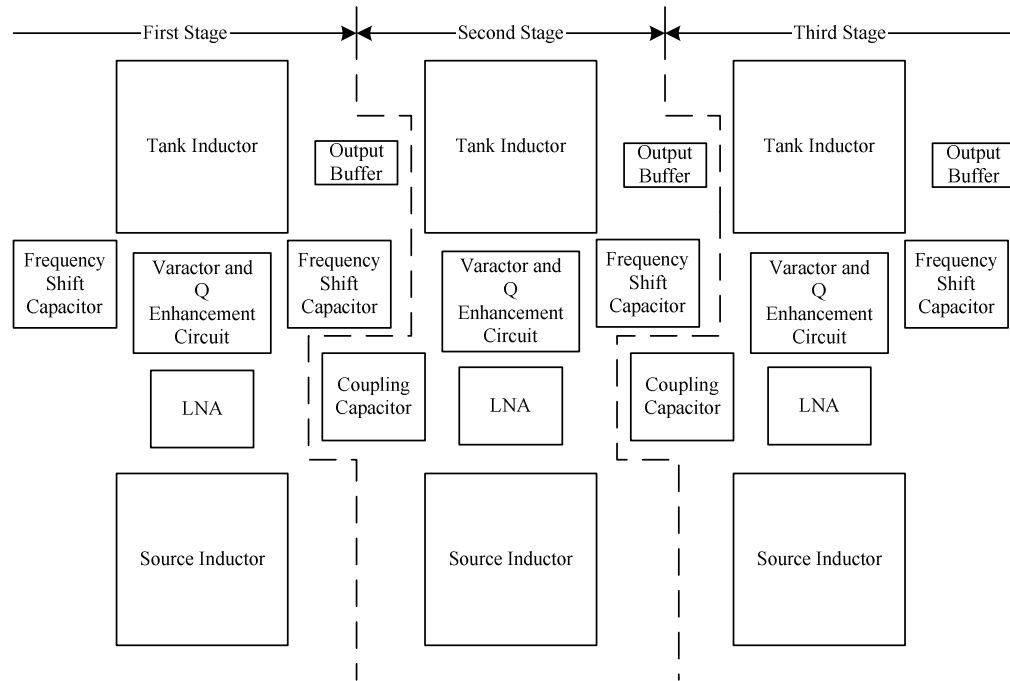 First Stage
Second Stage
Third Stage
Tank Inductor
Output
Buffer
Tank Inductor
Output
Buffer
Tank Inductor
Output
Buffer
Frequency
Shift
Capacitor
Varactor and
Q
Enhancement
Circuit
Frequency
Shift
Capacitor
Varactor and
Q
Enhancement
Circuit
Frequency
Shift
Capacitor
Varactor and
Q
Enhancement
Circuit
Frequency
Shift
Capacitor
LNA
Coupling
Capacitor
LNA
Coupling
Capacitor
LNA
Source Inductor
Source Inductor
Source Inductor